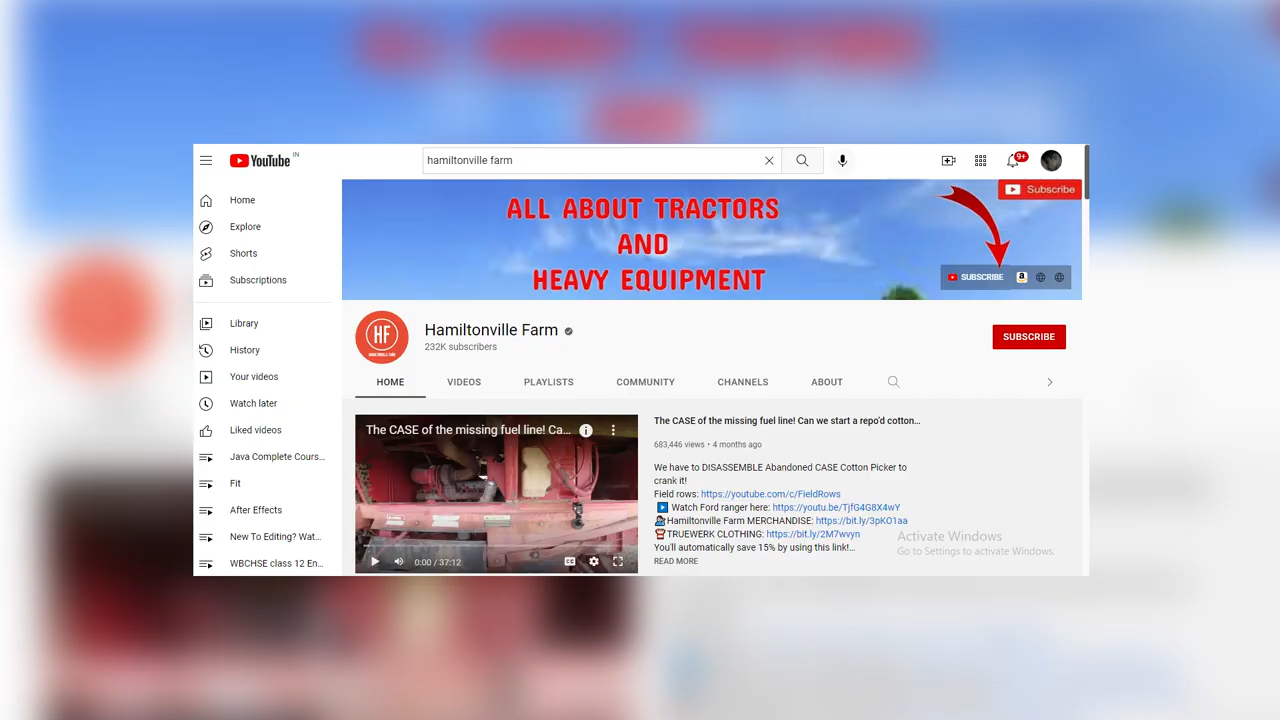 YouTube IN
hamiltonville farm
9+
Home
Explore
Shorts
Subscriptions
Library
History
Your videos
Watch later
Liked videos
Java Complete Cours...
Fit
After Effects
New To Editing? Wat...
WBCHSE class 12 En...
Subscribe
ALL ABOUT TRACTORS
AND
HEAVY EQUIPMENT
SUBSCRIBE
HF
Hamiltonville Farm
232K subscribers
SUBSCRIBE
HOME VIDEOS PLAYLISTS COMMUNITY CHANNELS ABOUT
The CASE of the missing fuel line! Ca...
0:00 / 37:12
The CASE of the missing fuel line! Can we start a repo'd cotton...
683,446 views • 4 months ago
We have to DISASSEMBLE Abandoned CASE Cotton Picker to
crank it!
Field rows: https://youtube.com/c/FieldRows
Watch Ford ranger here: https://youtu.be/TjfG4G8X4wY
Hamiltonville Farm MERCHANDISE: https://bit.ly/3pKO1aa
TRUEWERK CLOTHING: https://bit.ly/2M7wvyn
You'll automatically save 15% by using this link!...
READ MORE
Activate Windows
Go to Settings to activate Windows.